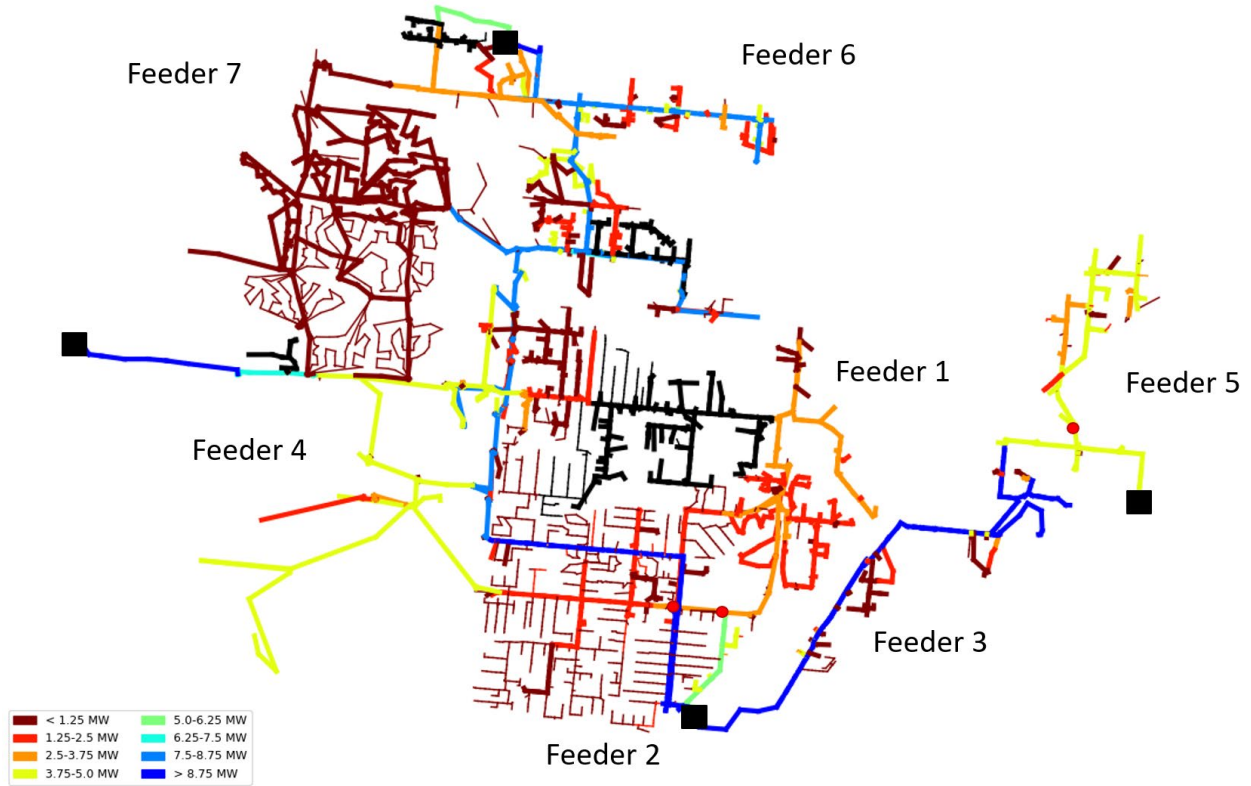 Feeder 6
Feeder 7
Feeder 1
Feeder 5
Feeder 4
Feeder 3
Feeder 2
< 1.25 MW
1.25-2.5 MW
2.5-3.75 MW
3.75-5.0 MW
5.0-6.25 MW
6.25-7.5 MW
7.5-8.75 MW
> 8.75 MW